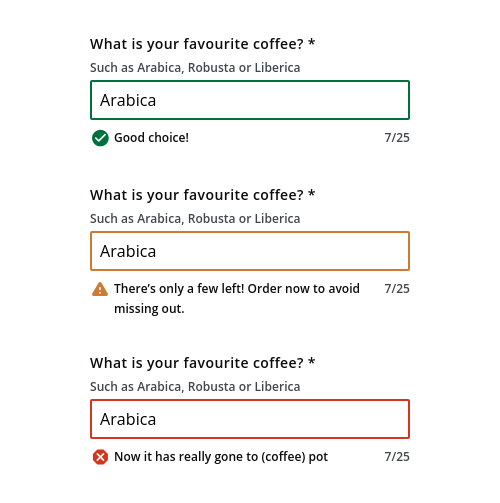 What is your favourite coffee? *
Such as Arabica, Robusta or Liberica
Arabica
Good choice! 7/25
What is your favourite coffee? *
Such as Arabica, Robusta or Liberica
Arabica
There's only a few left! Order now to avoid 7/25
missing out.
What is your favourite coffee? *
Such as Arabica, Robusta or Liberica
Arabica
Now it has really gone to (coffee) pot 7/25